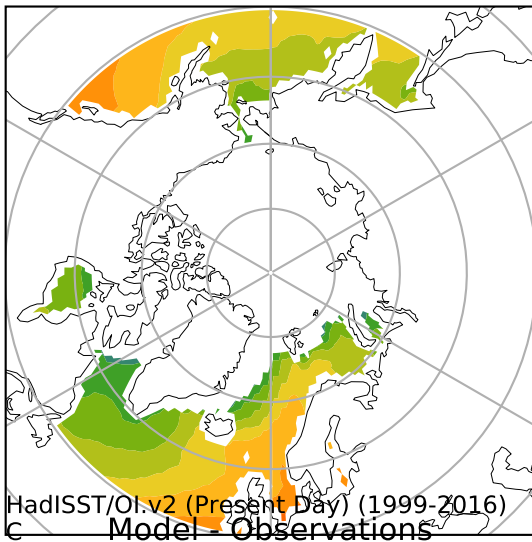 HadISST/OI.v2 (Present Day) (1999-2016)
C
Model - Observations